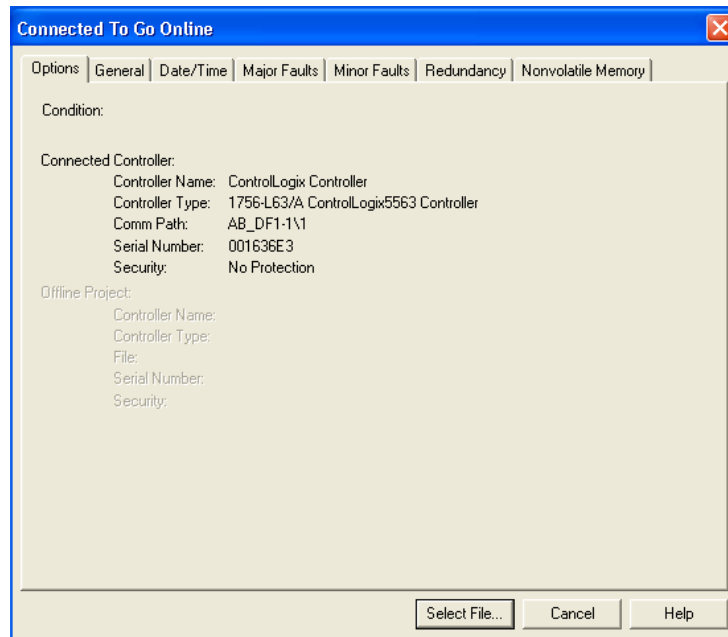 Connected To Go Online
Options General Date/Time Major Faults Minor Faults Redundancy Nonvolatile Memory
Condition:
Connected Controller:
Controller Name: ControlLogix Controller
Controller Type: 1756-L63/A ControlLogix5563 Controller
Comm Path: AB_DF1-1\1
Serial Number: 001636E3
Security: No Protection
Offline Project:
Controller Name:
Controller Type:
File:
Serial Number:
Security:
Select File... Cancel Help